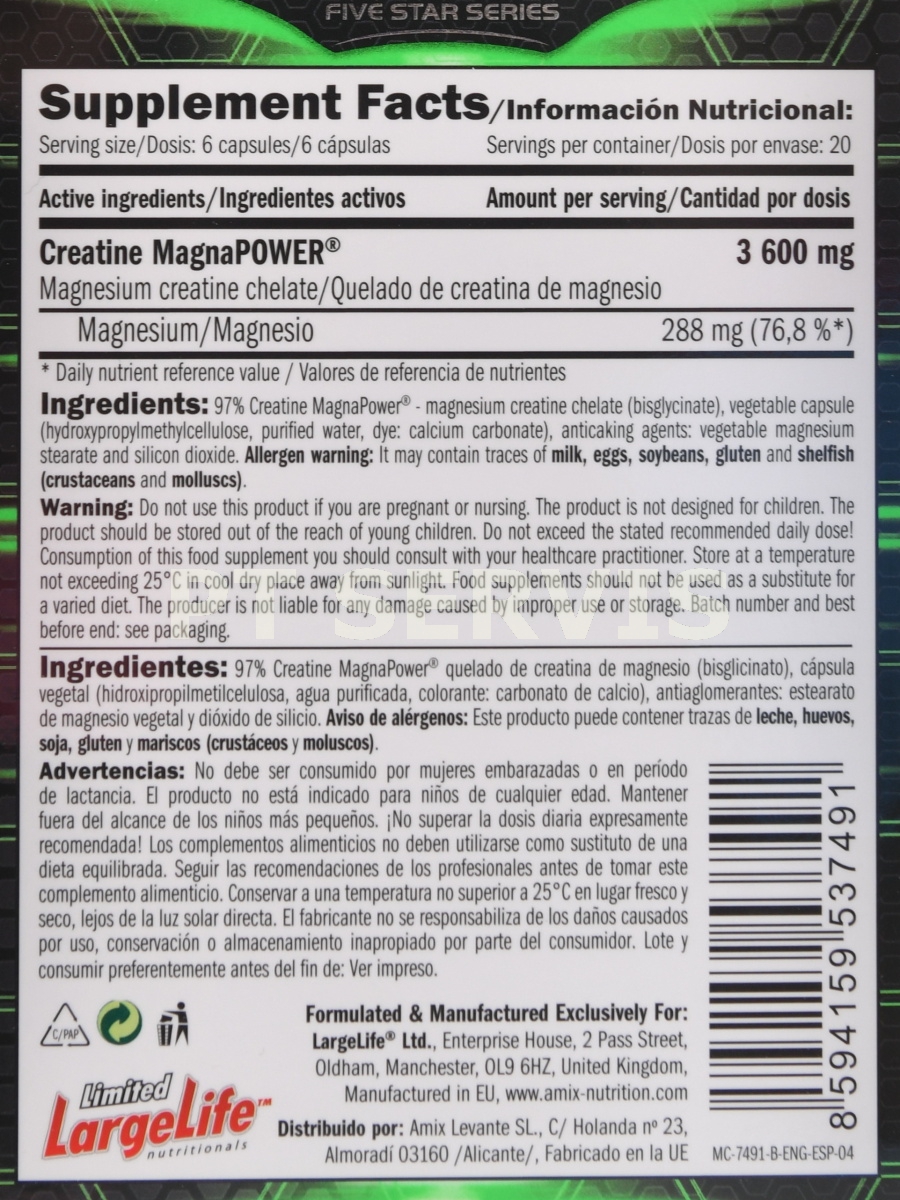 FIVE STAR SERIES
Supplement Facts/Información Nutricional:
Serving size/Dosis: 6 capsules/6 cápsulas Servings per container/Dosis por envase: 20
Active ingredients/Ingredientes activos Amount per serving/Cantidad por dosis
Creatine MagnaPOWER® 3 600 mg
Magnesium creatine chelate/Quelado de creatina de magnesio
Magnesium/Magnesio 288 mg (76,8 %*)
* Daily nutrient reference value / Valores de referencia de nutrientes
Ingredients: 97% Creatine MagnaPower® - magnesium creatine chelate (bisglycinate), vegetable capsule
(hydroxypropylmethylcellulose, purified water, dye: calcium carbonate), anticaking agents: vegetable magnesium
stearate and silicon dioxide. Allergen warning: It may contain traces of milk, eggs, soybeans, gluten and shelfish
(crustaceans and molluscs).
Warning: Do not use this product if you are pregnant or nursing. The product is not designed for children. The
product should be stored out of the reach of young children. Do not exceed the stated recommended daily dose!
Consumption of this food supplement you should consult with your healthcare practitioner. Store at a temperature
not exceeding 25°C in cool dry place away from sunlight. Food supplements should not be used as a substitute for
a varied diet. The producer is not liable for any damage caused by improper use or storage. Batch number and best
before end: see packaging.
PT SERVIS
Ingredientes: 97% Creatine MagnaPower® quelado de creatina de magnesio (bisglicinato), cápsula
vegetal (hidroxipropilmetilcelulosa, agua purificada, colorante: carbonato de calcio), antiaglomerantes: estearato
de magnesio vegetal y dióxido de silicio. Aviso de alérgenos: Este producto puede contener trazas de leche, huevos,
soja, gluten y mariscos (crustáceos y moluscos).
Advertencias: No debe ser consumido por mujeres embarazadas o en período
de lactancia. El producto no está indicado para niños de cualquier edad. Mantener
fuera del alcance de los niños más pequeños. ¡No superar la dosis diaria expresamente
recomendada! Los complementos alimenticios no deben utilizarse como sustituto de una
dieta equilibrada. Seguir las recomendaciones de los profesionales antes de tomar este
complemento alimenticio. Conservar a una temperatura no superior a 25°C en lugar fresco y
seco, lejos de la luz solar directa. El fabricante no se responsabiliza de los daños causados
por uso, conservación o almacenamiento inapropiado por parte del consumidor. Lote y
consumir preferentemente antes del fin de: Ver impreso.
8 594159 537491
C/PAP
Formulated & Manufactured Exclusively For:
LargeLife® Ltd., Enterprise House, 2 Pass Street,
Oldham, Manchester, OL9 6HZ, United Kingdom,
Manufactured in EU, www.amix-nutrition.com
Limited
LargeLife™
nutritionals
Distribuido por: Amix Levante SL., C/ Holanda nº 23,
Almoradí 03160 /Alicante/, Fabricado en la UE
MC-7491-B-ENG-ESP-04